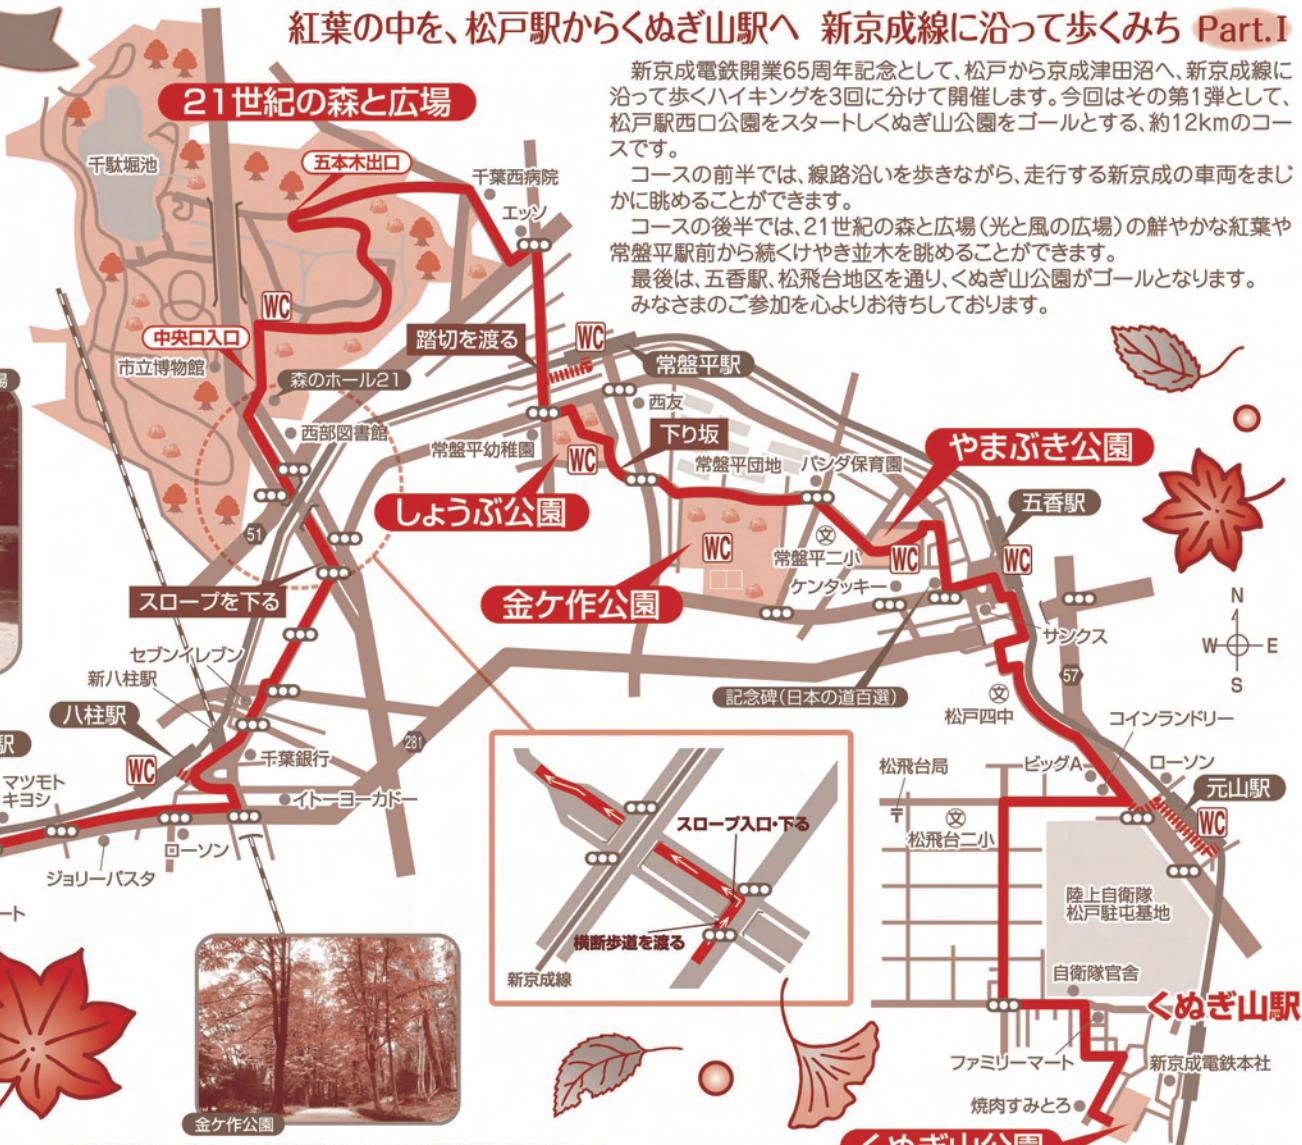 紅葉の中を、松戸駅からくぬぎ山駅へ 新京成線に沿って歩くみち Part.I
新京成電鉄開業65周年記念として、松戸から京成津田沼へ、新京成線に
沿って歩くハイキングを3回に分けて開催します。今回はその第1弾として、
松戸駅西口公園をスタートしくぬぎ山公園をゴールとする、約12kmのコー
スです。
コースの前半では、線路沿いを歩きながら、走行する新京成の車両をまじ
かに眺めることができます。
コースの後半では、21世紀の森と広場（光と風の広場）の鮮やかな紅葉や
常盤平駅前から続くけやき並木を眺めることができます。
最後は、五香駅、松飛台地区を通り、くぬぎ山公園がゴールとなります。
みなさまのご参加を心よりお待ちしております。
21世紀の森と広場
五本木出口
千駄堀池
千葉西病院
エッソ
WC
中央口入口
市立博物館
森のホール21
踏切を渡る
WC
常盤平駅
西友
西部図書館
常盤平幼稚園
下り坂
WC
常盤平団地
パンダ保育園
やまぶき公園
しょうぶ公園
五香駅
51
WC
文
常盤平二小
WC
WC
ケンタッキー
金ケ作公園
スロープを下る
サンクス
N
W
E
S
セブンイレブン
新八柱駅
八柱駅
記念碑（日本の道百選）
57
文
松戸四中
コインランドリー
281
駅
WC
千葉銀行
マツモト
キヨシ
イトーヨーカドー
ローソン
ジョリーパスタ
ート
場
松飛台局
〒
ビッグA
ローソン
元山駅
WC
文
松飛台二小
スロープ入口・下る
横断歩道を渡る
新京成線
陸上自衛隊
松戸駐屯基地
自衛隊官舎
くぬぎ山駅
ファミリーマート
新京成電鉄本社
焼肉すみとろ
くぬぎ山公園
金ケ作公園